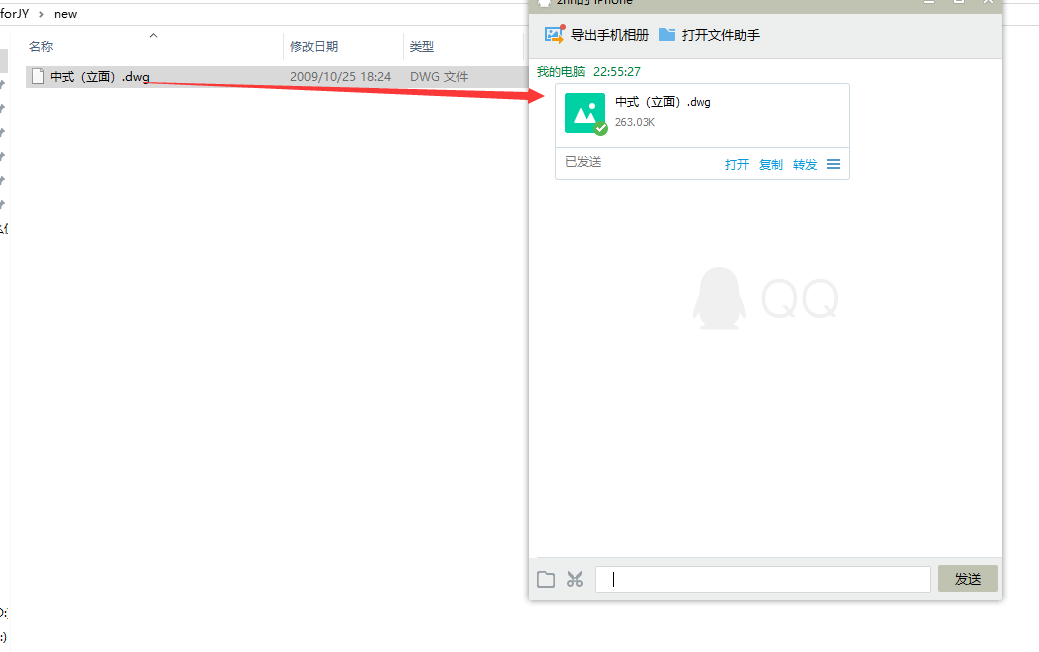 forJY › new
名称
修改日期
类型
中式（立面）.dwg
2009/10/25 18:24
DWG 文件
znn的 iPhone
导出手机相册
打开文件助手
我的电脑 22:55:27
中式（立面）.dwg
263.03K
已发送
打开
复制
转发
QQ
发送